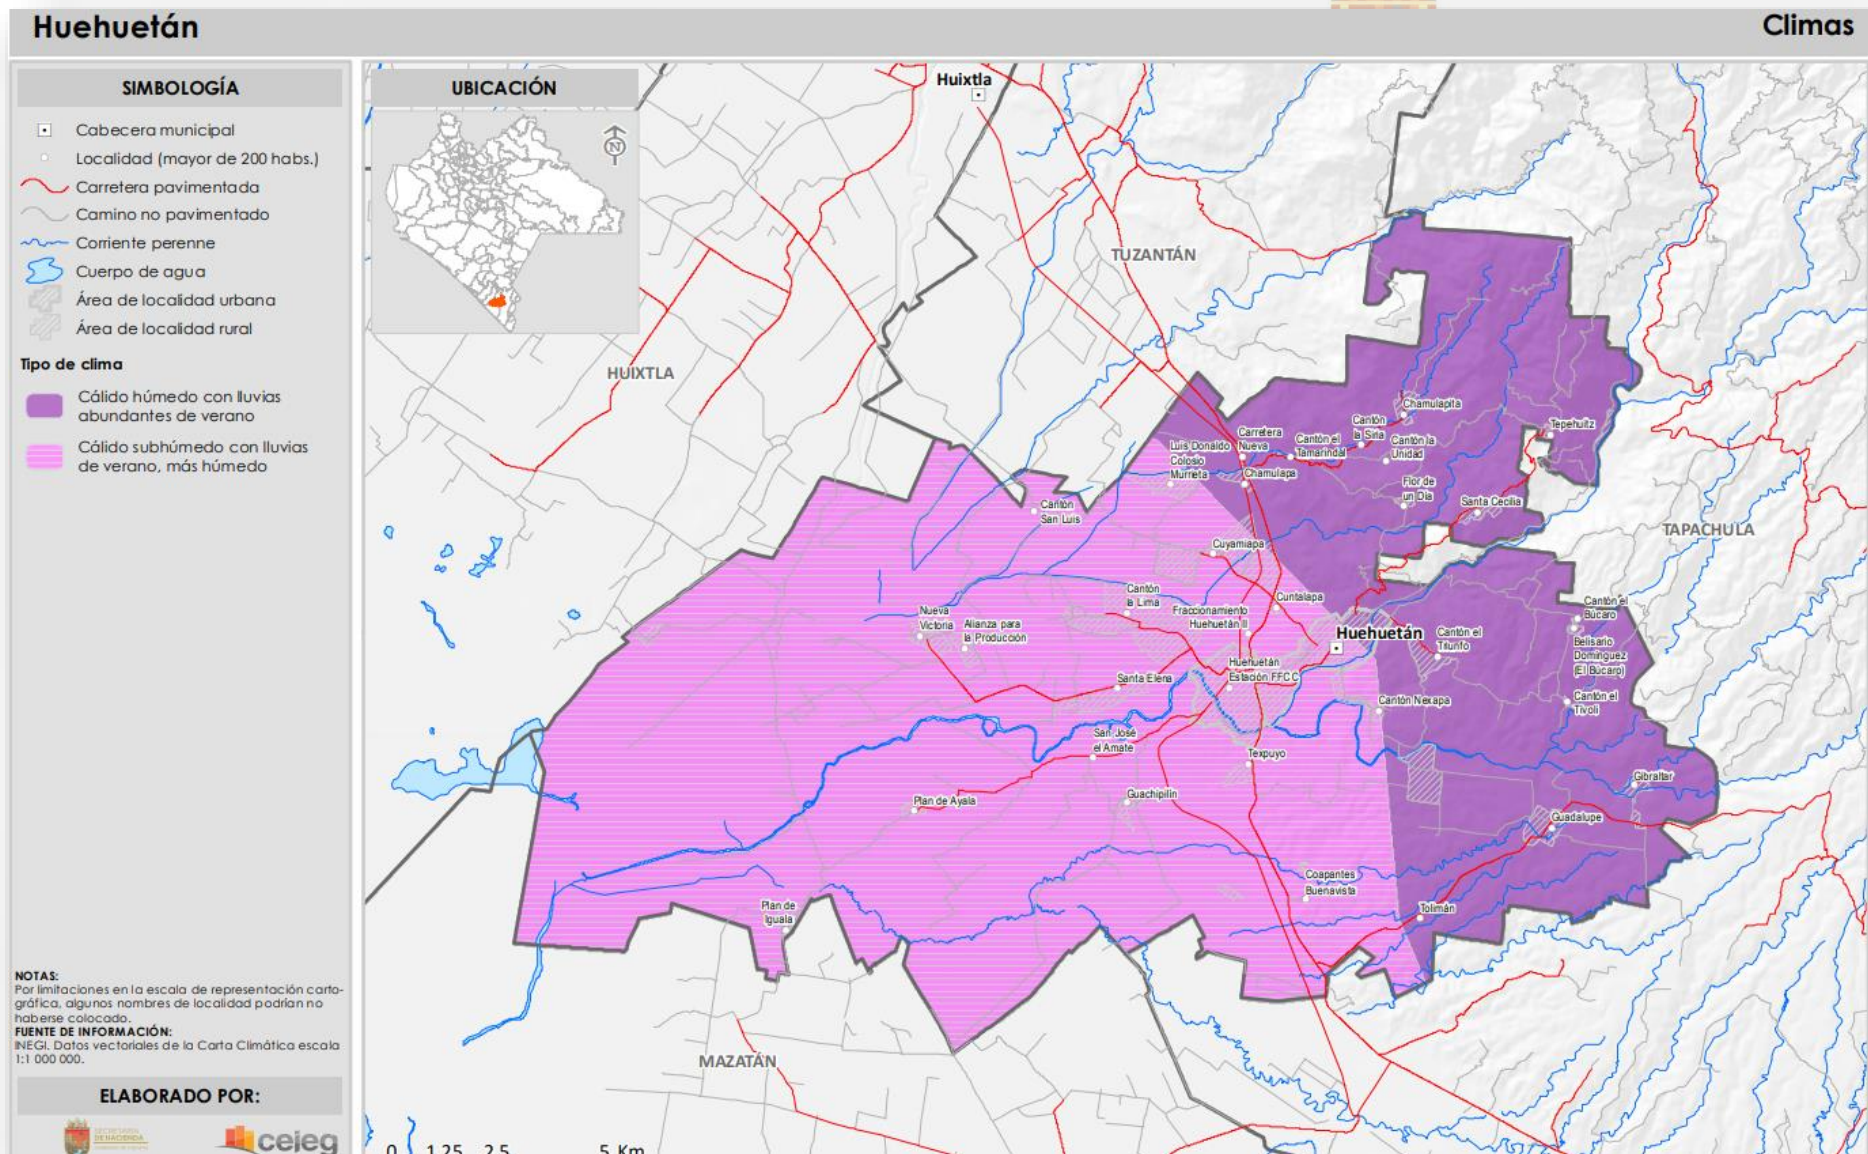 Huehuetán
Climas
SIMBOLOGÍA
Cabecera municipal
Localidad (mayor de 200 habs.)
Carretera pavimentada
Camino no pavimentado
Corriente perenne
Cuerpo de agua
Área de localidad urbana
Área de localidad rural
Tipo de clima
Cálido húmedo con lluvias
abundantes de verano
Cálido subhúmedo con lluvias
de verano, más húmedo
NOTAS:
Por limitaciones en la escala de representación carto-
gráfica, algunos nombres de localidad podrían no
haberse colocado.
FUENTE DE INFORMACIÓN:
INEGI. Datos vectoriales de la Carta Climática escala
1:1 000 000.
ELABORADO POR:
SECRETARÍA
DE HACIENDA
ceieg
UBICACIÓN
N
Huixtla
TUZANTÁN
HUIXTLA
Chamulapita
Cantón
la Siria
Tepehuitz
Carretera
Nueva
Cantón el
Tamarindal
Cantón la
Unidad
Luis Donaldo
Colosio
Murrieta
Chamulapa
Flor de
un Día
Santa Cecilia
Cantón
San Luis
TAPACHULA
Cuyamiapa
Cantón
la Lima
Cuntalapa
Fraccionamiento
Huehuetán II
Cantón el
Búcaro
Nueva
Victoria
Alianza para
la Producción
Huehuetán
Cantón el
Triunfo
Belisario
Domínguez
(El Búcaro)
Huehuetán
Estación FFCC
Santa Elena
Cantón Nexapa
Cantón el
Tívoli
San José
el Amate
Texpuyo
Gibraltar
Plan de Ayala
Guachipilín
Guadalupe
Coapantes
Buenavista
Plan de
Iguala
Tolimán
MAZATÁN
0 1.25 2.5 5 Km